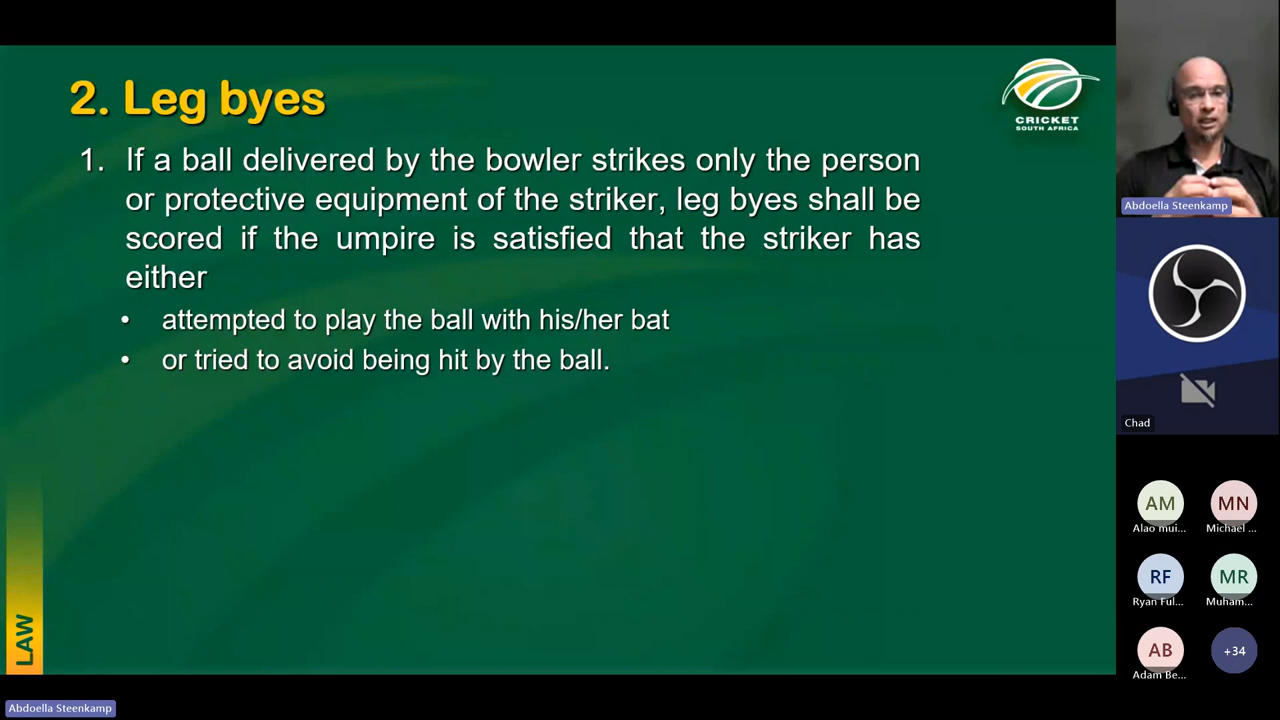 2. Leg byes
CRICKET
SOUTH AFRICA
1. If a ball delivered by the bowler strikes only the person
or protective equipment of the striker, leg byes shall be
scored if the umpire is satisfied that the striker has
either
• attempted to play the ball with his/her bat
• or tried to avoid being hit by the ball.
LAW
Abdoella Steenkamp
Abdoella Steenkamp
Chad
AM
MN
Alao mui...
Michael ...
RF
MR
Ryan Ful...
Muham...
AB
+34
Adam Be...